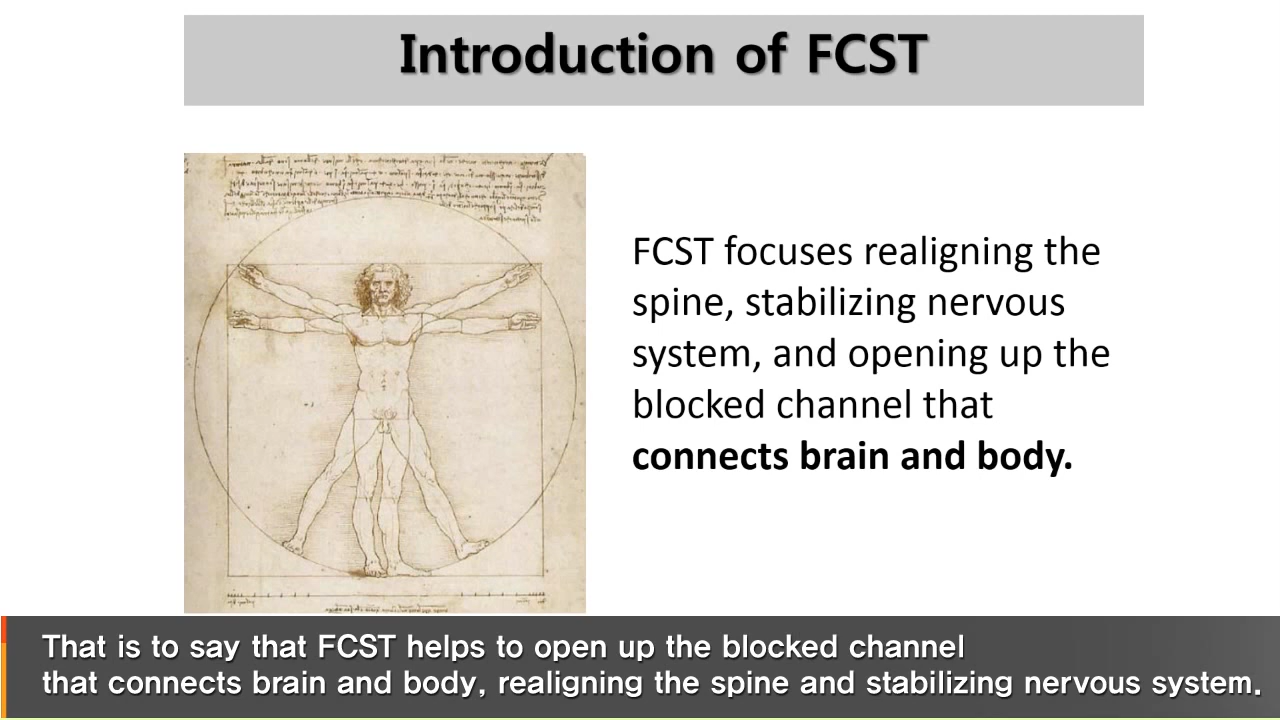 Introduction of FCST
FCST focuses realigning the
spine, stabilizing nervous
system, and opening up the
blocked channel that
connects brain and body.
That is to say that FCST helps to open up the blocked channel
that connects brain and body, realigning the spine and stabilizing nervous system.